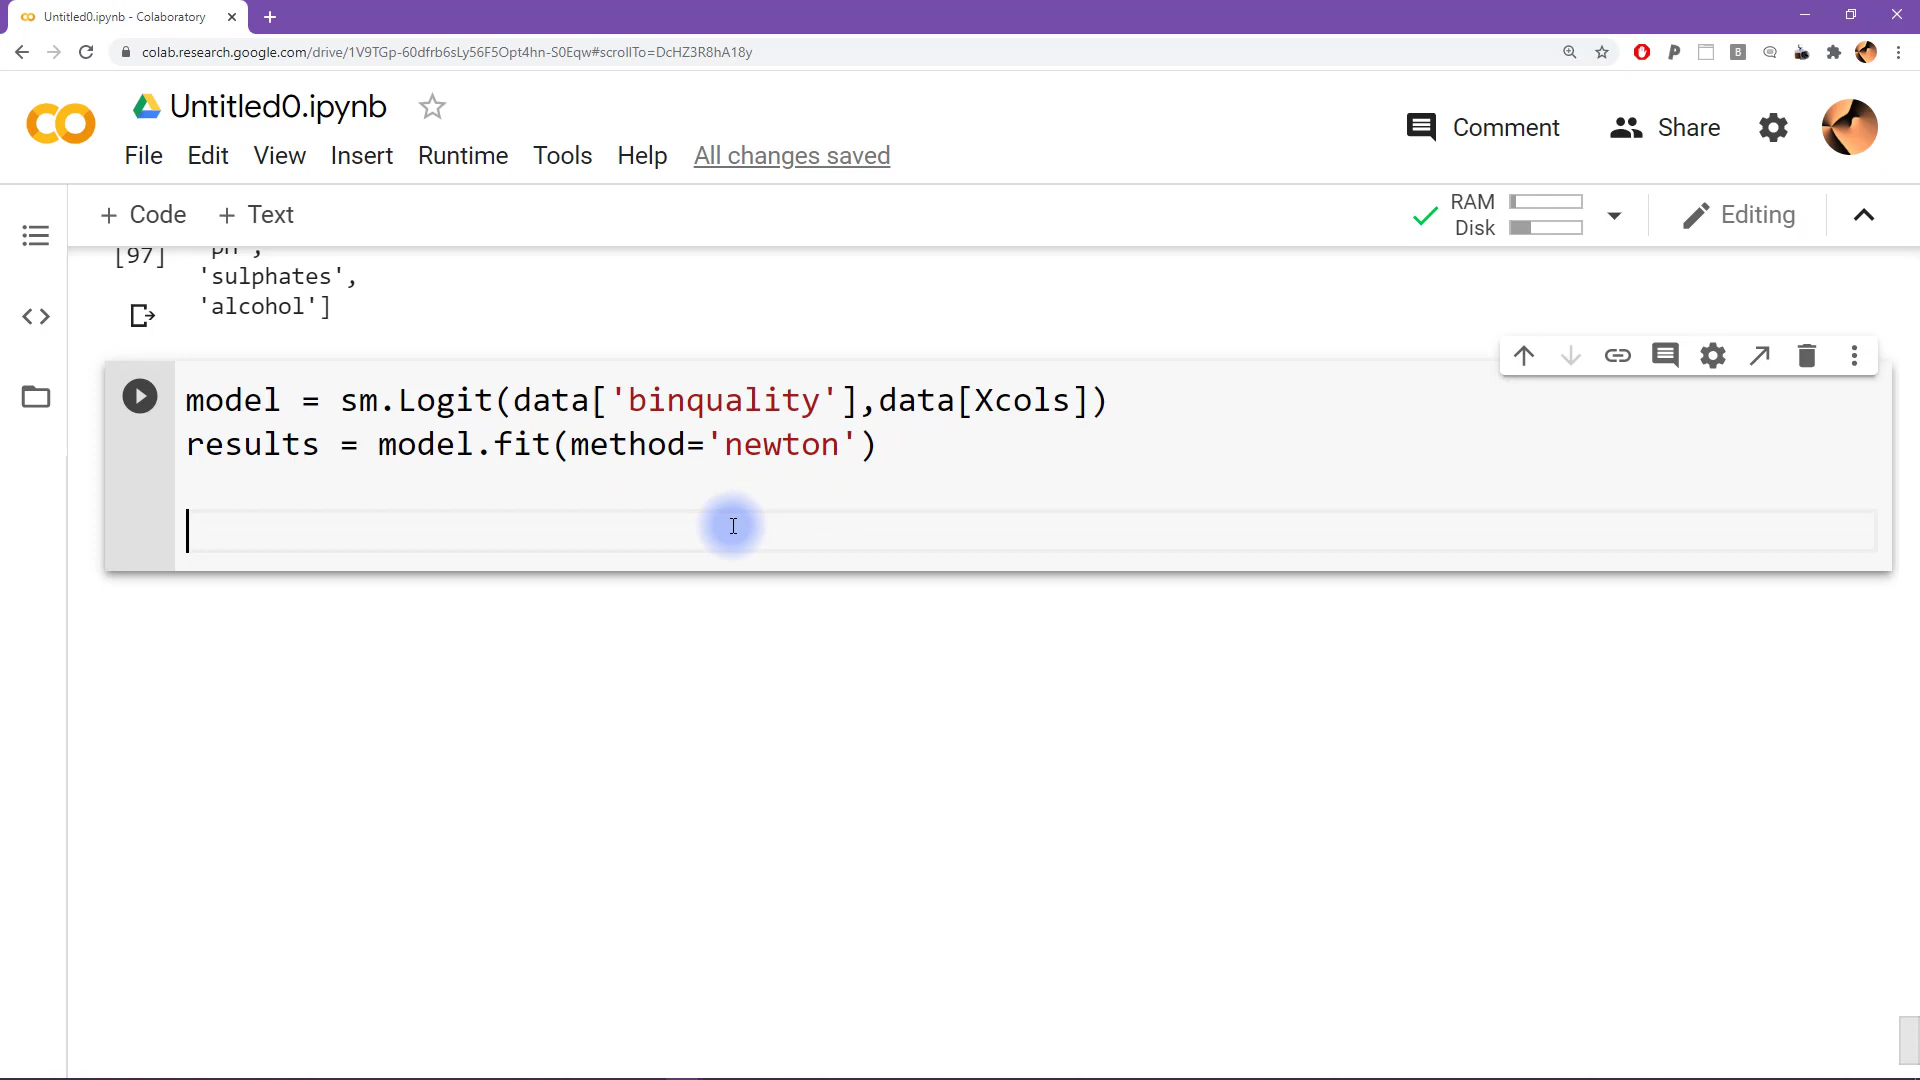 Untitled0.ipynb - Colaboratory
colab.research.google.com/drive/1V9TGp-60dfrb6sLy56F5Opt4hn-S0Eqw#scrollTo=DcHZ3R8hA18y
Untitled0.ipynb
Comment
Share
File Edit View Insert Runtime Tools Help All changes saved
+ Code + Text
RAM
Disk
Editing
[97]
'sulphates',
'alcohol']
model = sm.Logit(data['binquality'],data[Xcols])
results = model.fit(method='newton')